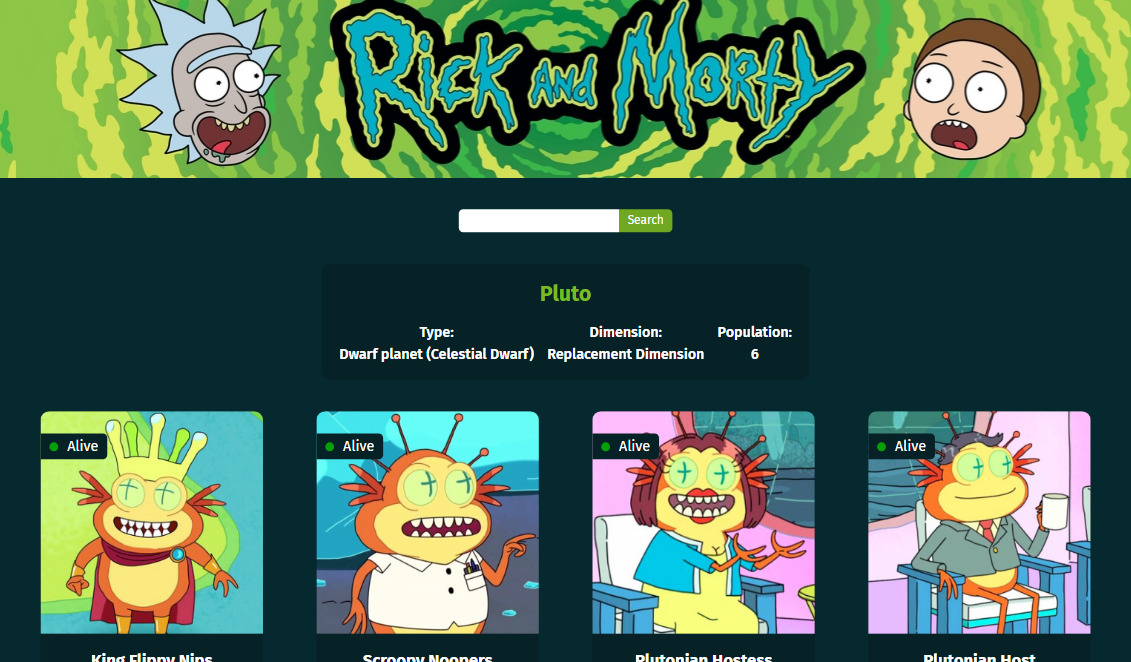 Rick and Morty
Search
Pluto
Type: Dimension: Population:
Dwarf planet (Celestial Dwarf) Replacement Dimension 6
Alive Alive Alive Alive
King Flippy Nips Scroopy Noopers Plutonian Hostess Plutonian Host